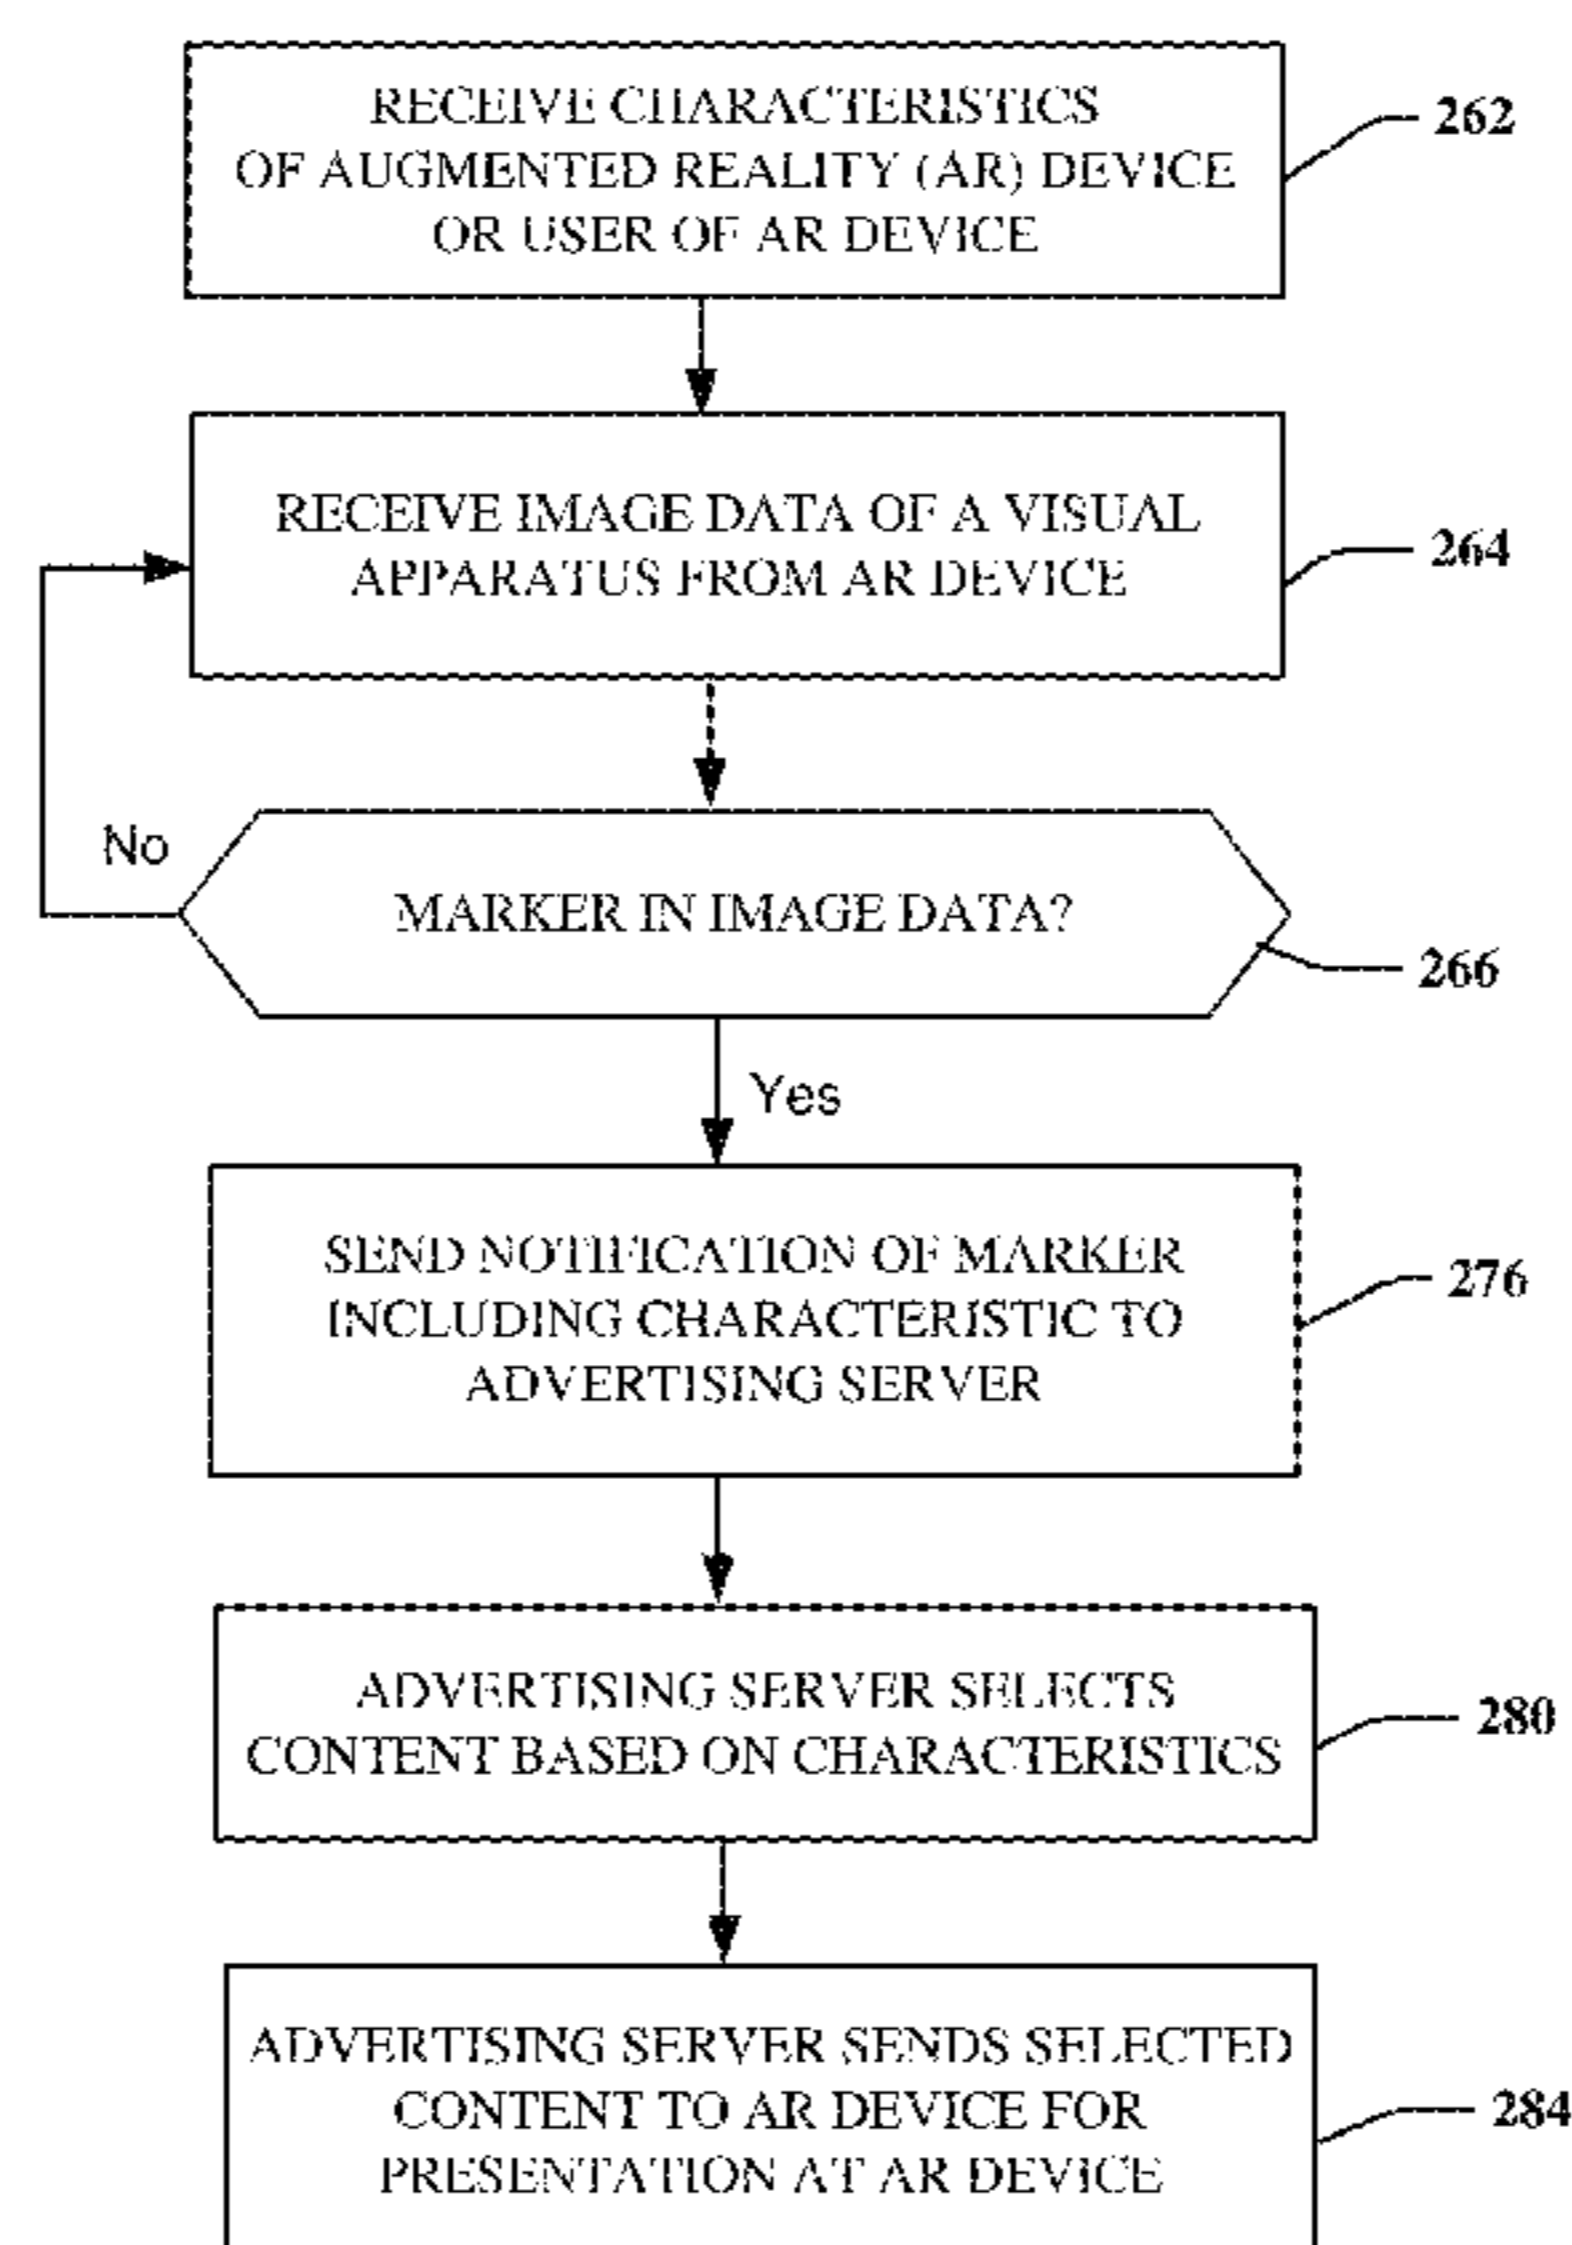 RECEIVE CHARACTERISTICS
OF AUGMENTED REALITY (AR) DEVICE
OR USER OF AR DEVICE
262
RECEIVE IMAGE DATA OF A VISUAL
APPARATUS FROM AR DEVICE
264
No
MARKER IN IMAGE DATA?
266
Yes
SEND NOTIFICATION OF MARKER
INCLUDING CHARACTERISTIC TO
ADVERTISING SERVER
276
ADVERTISING SERVER SELECTS
CONTENT BASED ON CHARACTERISTICS
280
ADVERTISING SERVER SENDS SELECTED
CONTENT TO AR DEVICE FOR
PRESENTATION AT AR DEVICE
284